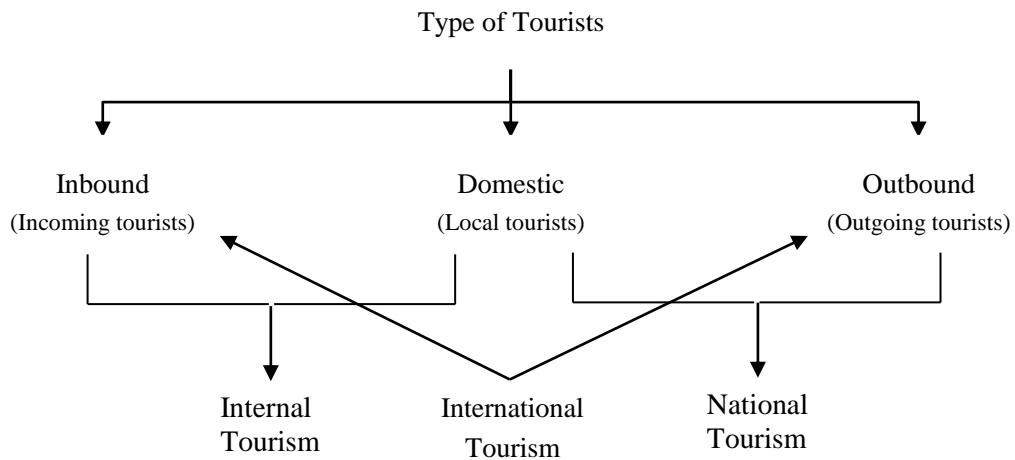 Type of Tourists
Inbound
(Incoming tourists)
Domestic
(Local tourists)
Outbound
(Outgoing tourists)
Internal
Tourism
International
Tourism
National
Tourism